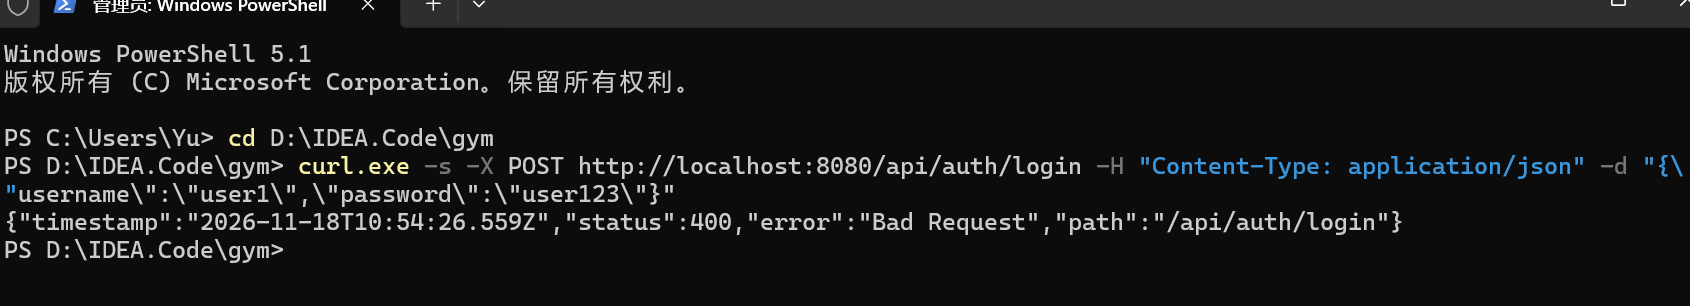 管理员: Windows PowerShell
Windows PowerShell 5.1
版权所有 (C) Microsoft Corporation。保留所有权利。
PS C:\Users\Yu> cd D:\IDEA.Code\gym
PS D:\IDEA.Code\gym> curl.exe -s -X POST http://localhost:8080/api/auth/login -H "Content-Type: application/json" -d "{\
"username\":\"user1\",\"password\":\"user123\"}"
{"timestamp":"2026-11-18T10:54:26.559Z","status":400,"error":"Bad Request","path":"/api/auth/login"}
PS D:\IDEA.Code\gym>